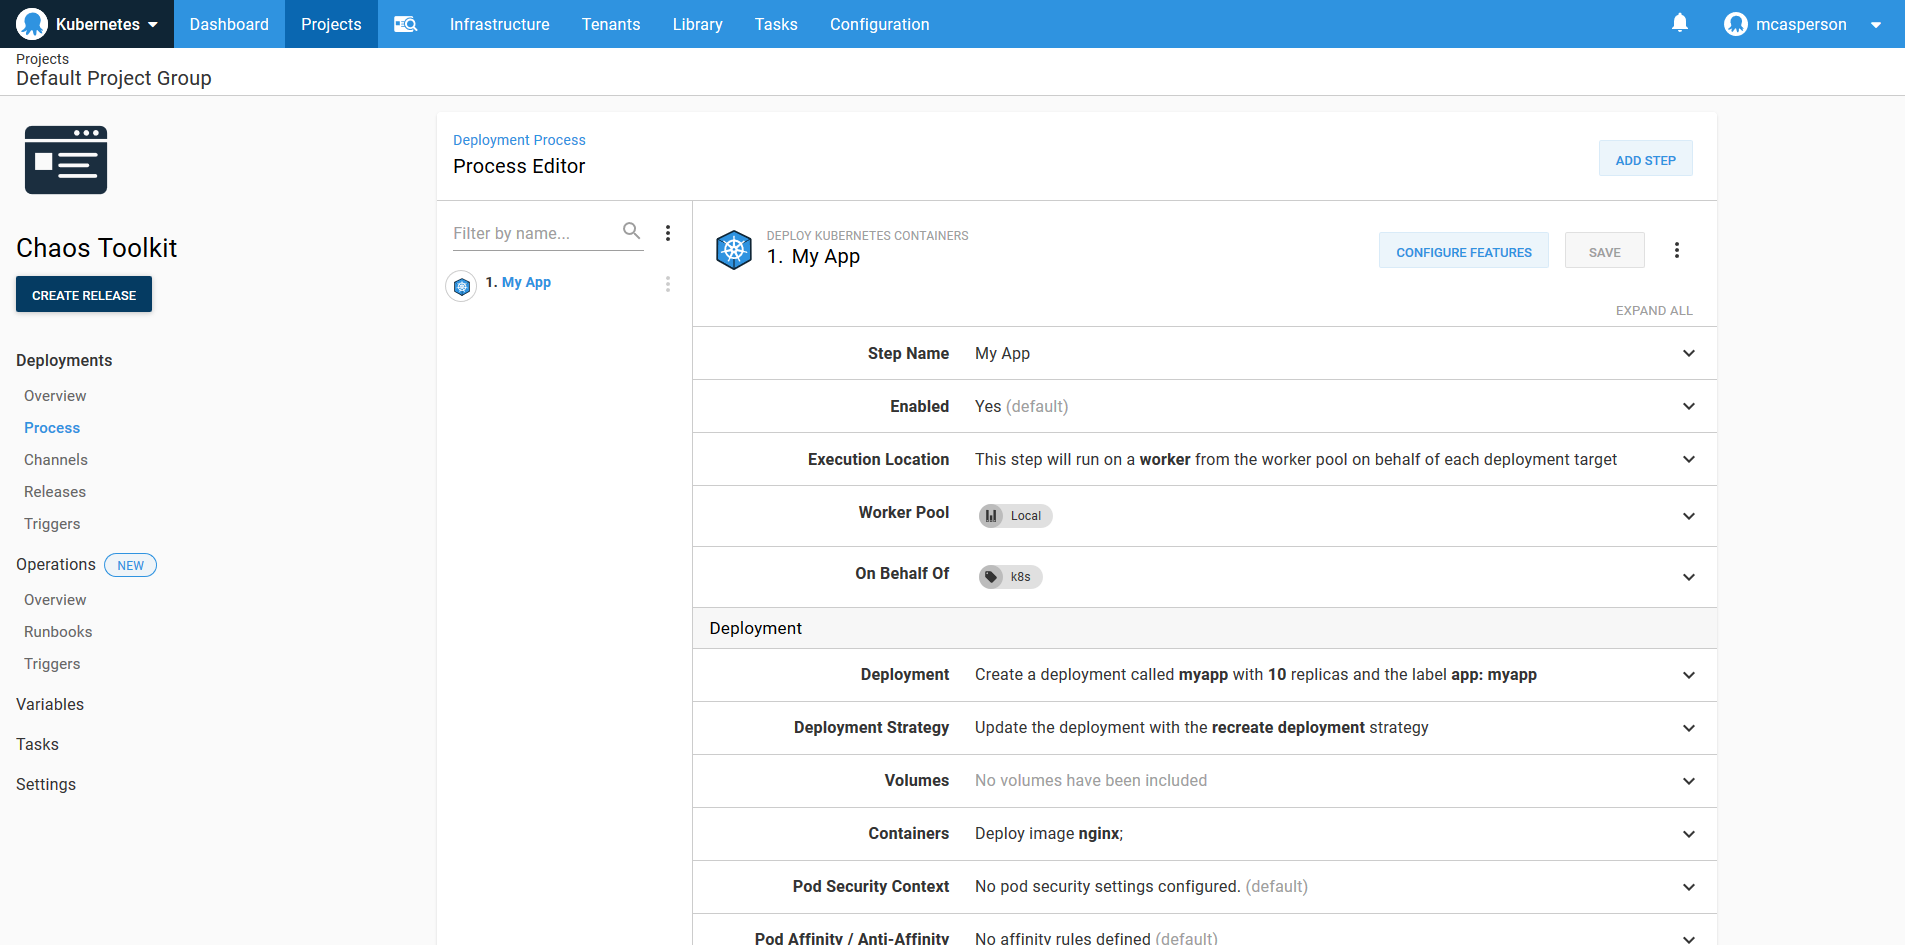 Kubernetes
Dashboard
Projects
Infrastructure
Tenants
Library
Tasks
Configuration
mcasperson
Projects
Default Project Group
Chaos Toolkit
CREATE RELEASE
Deployments
Overview
Process
Channels
Releases
Triggers
Operations NEW
Overview
Runbooks
Triggers
Variables
Tasks
Settings
Deployment Process
Process Editor
ADD STEP
Filter by name...
1. My App
DEPLOY KUBERNETES CONTAINERS
1. My App
CONFIGURE FEATURES
SAVE
EXPAND ALL
Step Name My App
Enabled Yes (default)
Execution Location This step will run on a worker from the worker pool on behalf of each deployment target
Worker Pool Local
On Behalf Of k8s
Deployment
Deployment Create a deployment called myapp with 10 replicas and the label app: myapp
Deployment Strategy Update the deployment with the recreate deployment strategy
Volumes No volumes have been included
Containers Deploy image nginx;
Pod Security Context No pod security settings configured. (default)
Pod Affinity / Anti-Affinity No affinity rules defined (default)